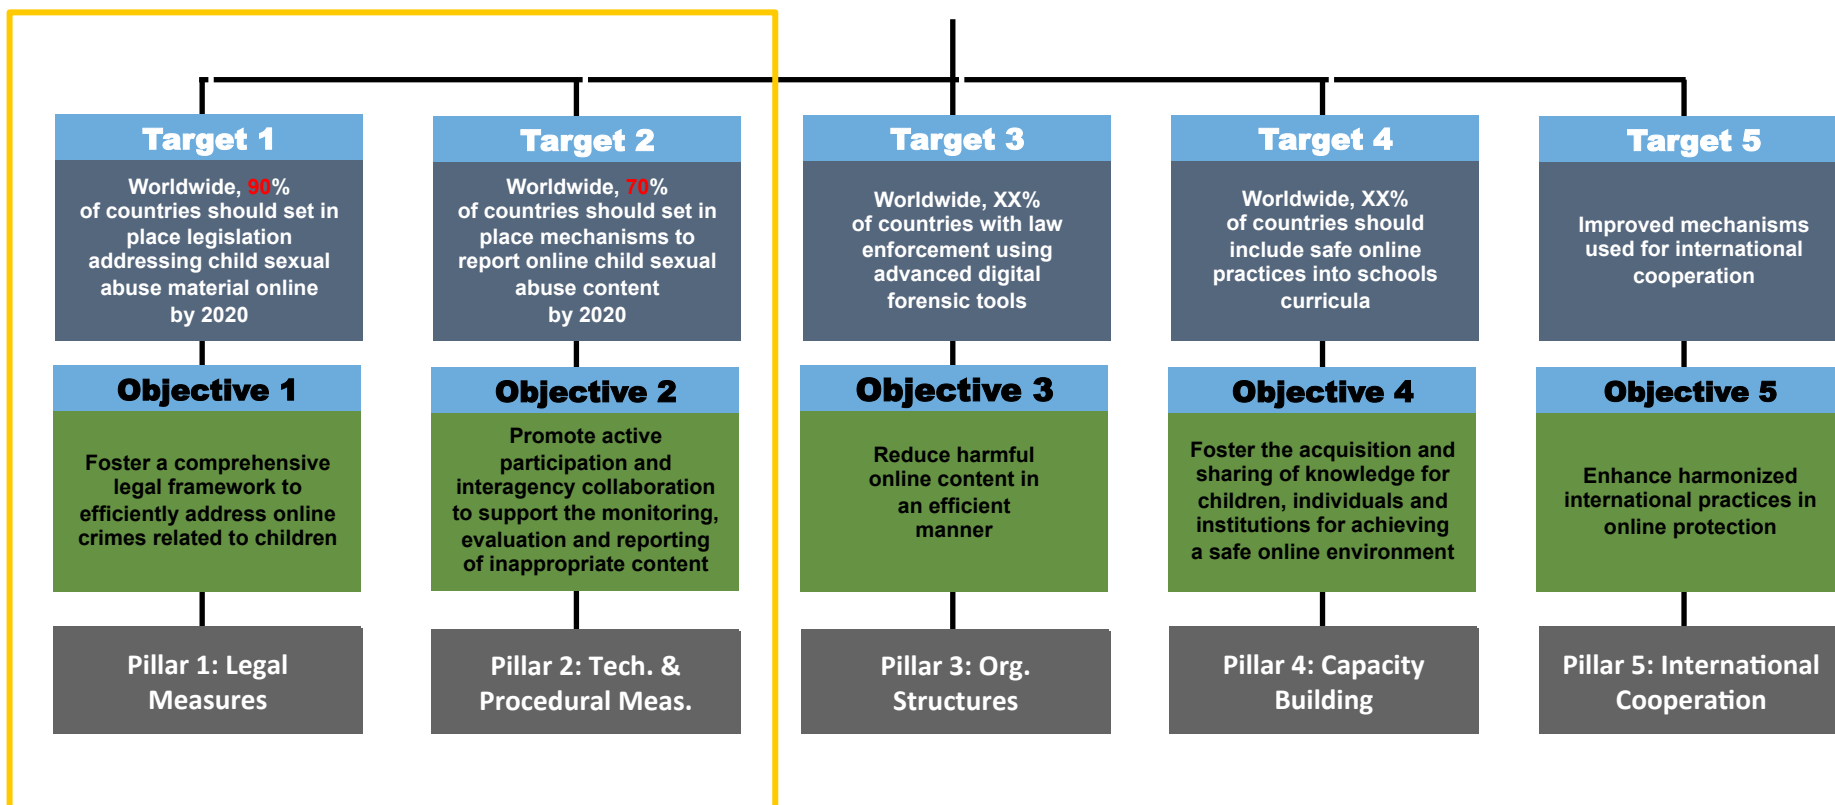 Target 1
Worldwide, 90%
of countries should set in
place legislation
addressing child sexual
abuse material online
by 2020
Objective 1
Foster a comprehensive
legal framework to
efficiently address online
crimes related to children
Pillar 1: Legal
Measures
Target 2
Worldwide, 70%
of countries should set in
place mechanisms to
report online child sexual
abuse content
by 2020
Objective 2
Promote active
participation and
interagency collaboration
to support the monitoring,
evaluation and reporting
of inappropriate content
Pillar 2: Tech. &
Procedural Meas.
Target 3
Worldwide, XX%
of countries with law
enforcement using
advanced digital
forensic tools
Objective 3
Reduce harmful
online content in
an efficient
manner
Pillar 3: Org.
Structures
Target 4
Worldwide, XX%
of countries should
include safe online
practices into schools
curricula
Objective 4
Foster the acquisition and
sharing of knowledge for
children, individuals and
institutions for achieving
a safe online environment
Pillar 4: Capacity
Building
Target 5
Improved mechanisms
used for international
cooperation
Objective 5
Enhance harmonized
international practices in
online protection
Pillar 5: International
Cooperation